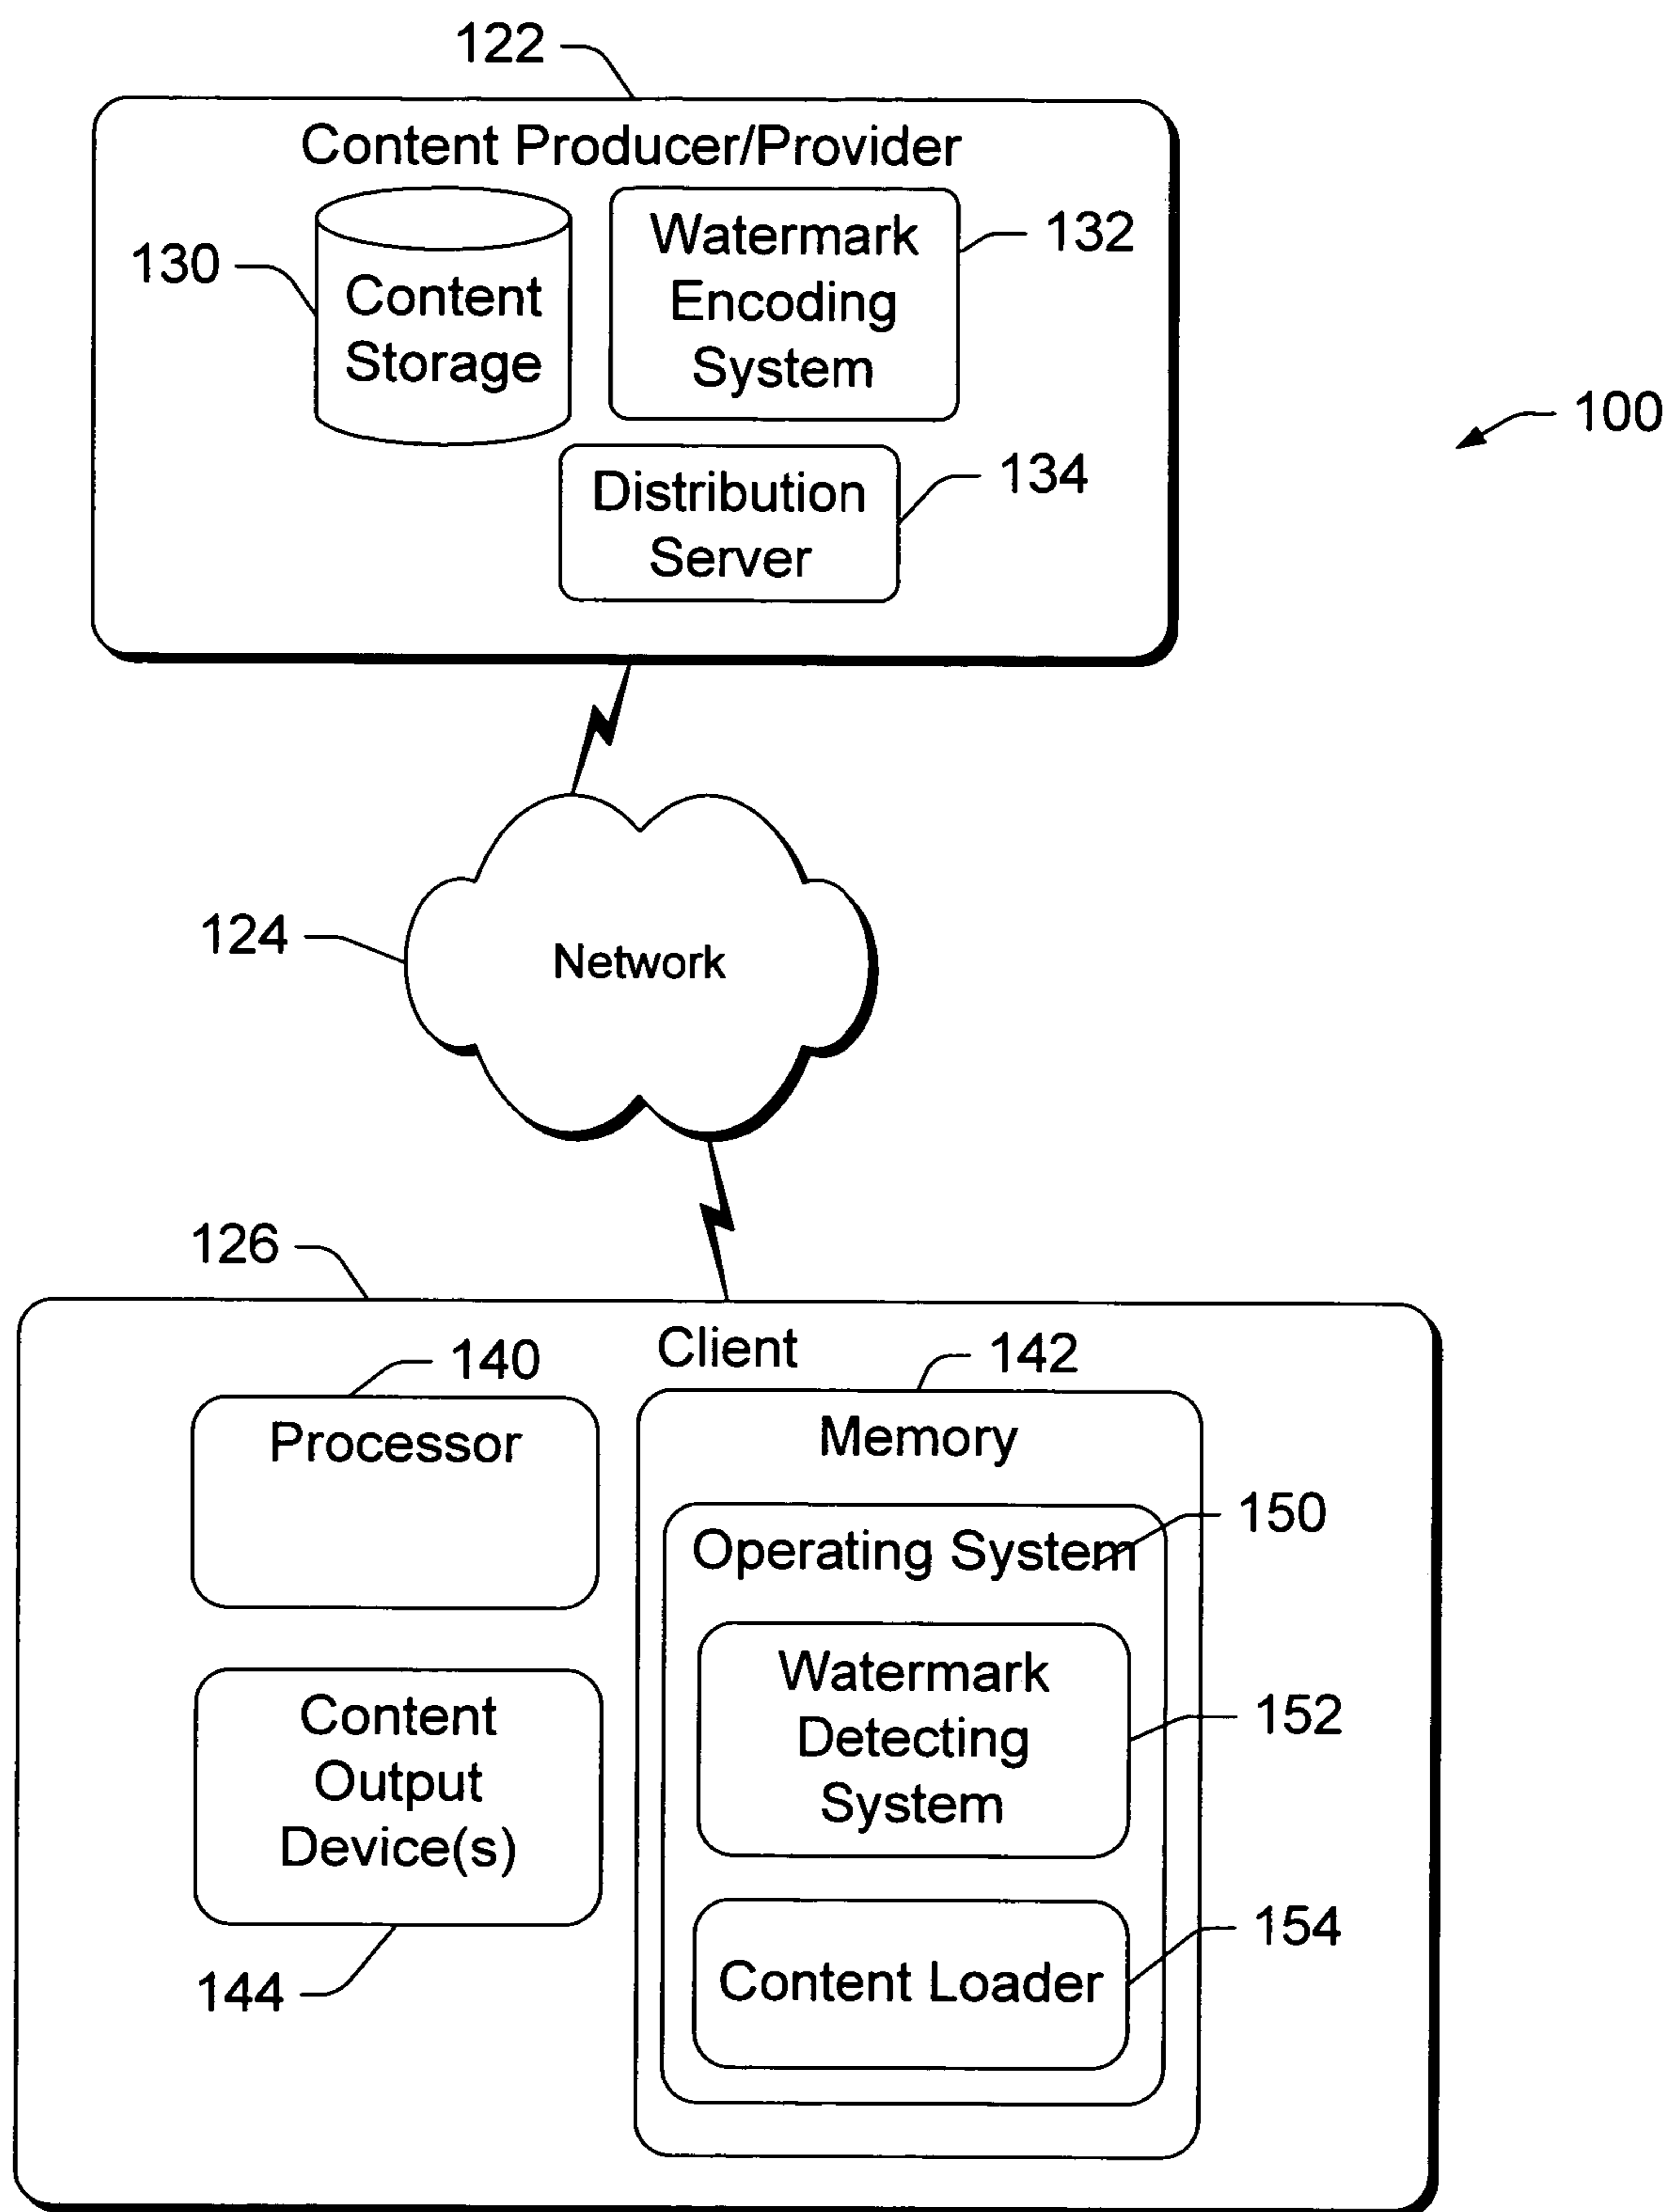 122
Content Producer/Provider
130
Content
Storage
Watermark
Encoding
System
132
100
Distribution
Server
134
124
Network
126
Client
140
Processor
142
Memory
Operating System
150
Watermark
Detecting
System
152
Content
Output
Device(s)
144
Content Loader
154